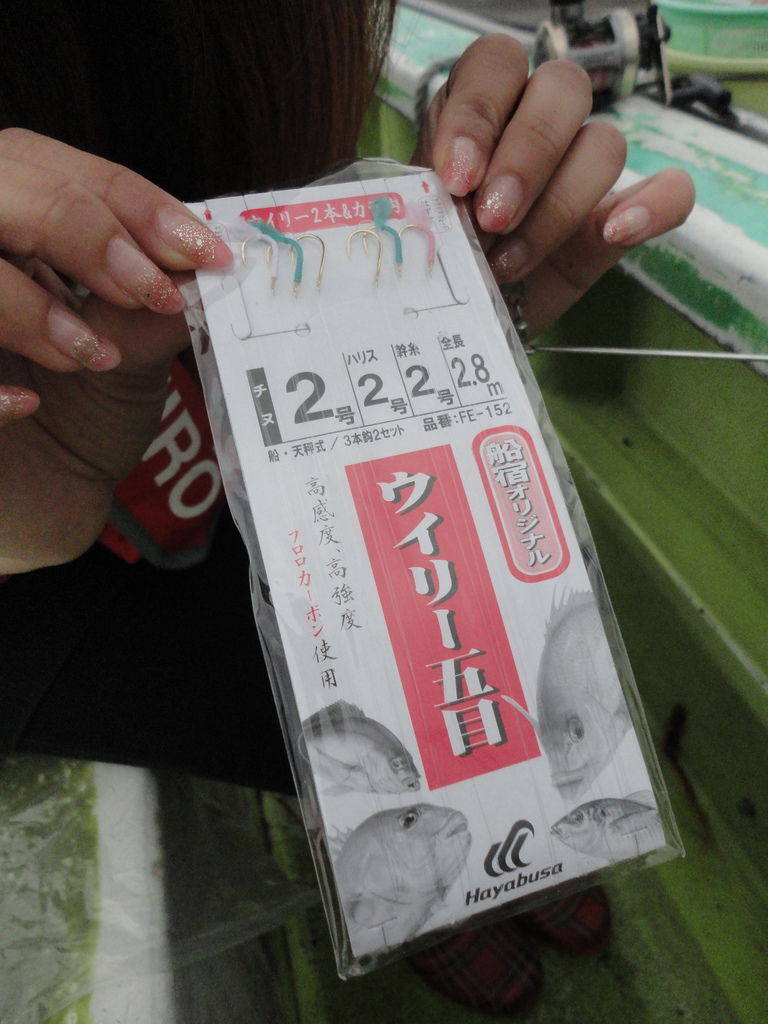 ウイリー2本&カラ内
ハリス 幹糸 全長
チヌ 2号 2号 2号 2.8m
船・天秤式 / 3本鈎2セット 品番:FE-152
船宿オリジナル
ウイリー五目
高感度、高強度
フロロカーボン使用
Hayabusa
RO